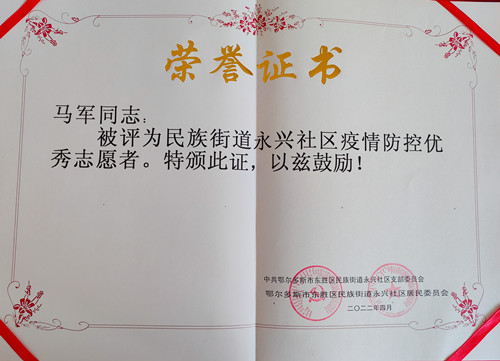 荣誉证书
马军同志:
被评为民族街道永兴社区疫情防控优
秀志愿者。特颁此证,以兹鼓励!
中共鄂尔多斯市东胜区民族街道永兴社区支部委员会
鄂尔多斯市东胜区民族街道永兴社区居民委员会
二〇二二年四月